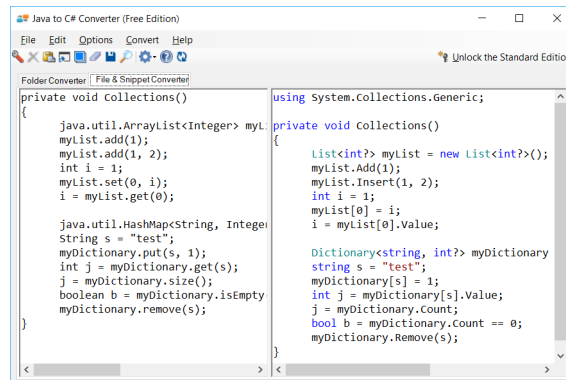 Java to C# Converter (Free Edition)
File Edit Options Convert Help
Unlock the Standard Editio
Folder Converter File & Snippet Converter
private void Collections()
{
java.util.ArrayList<Integer> myLi
myList.add(1);
myList.add(1, 2);
int i = 1;
myList.set(0, i);
i = myList.get(0);
java.util.HashMap<String, Integer
String s = "test";
myDictionary.put(s, 1);
int j = myDictionary.get(s);
j = myDictionary.size();
boolean b = myDictionary.isEmpty
myDictionary.remove(s);
}
using System.Collections.Generic;
private void Collections()
{
List<int?> myList = new List<int?>();
myList.Add(1);
myList.Insert(1, 2);
int i = 1;
myList[0] = i;
i = myList[0].Value;
Dictionary<string, int?> myDictionary
string s = "test";
myDictionary[s] = 1;
int j = myDictionary[s].Value;
j = myDictionary.Count;
bool b = myDictionary.Count == 0;
myDictionary.Remove(s);
}